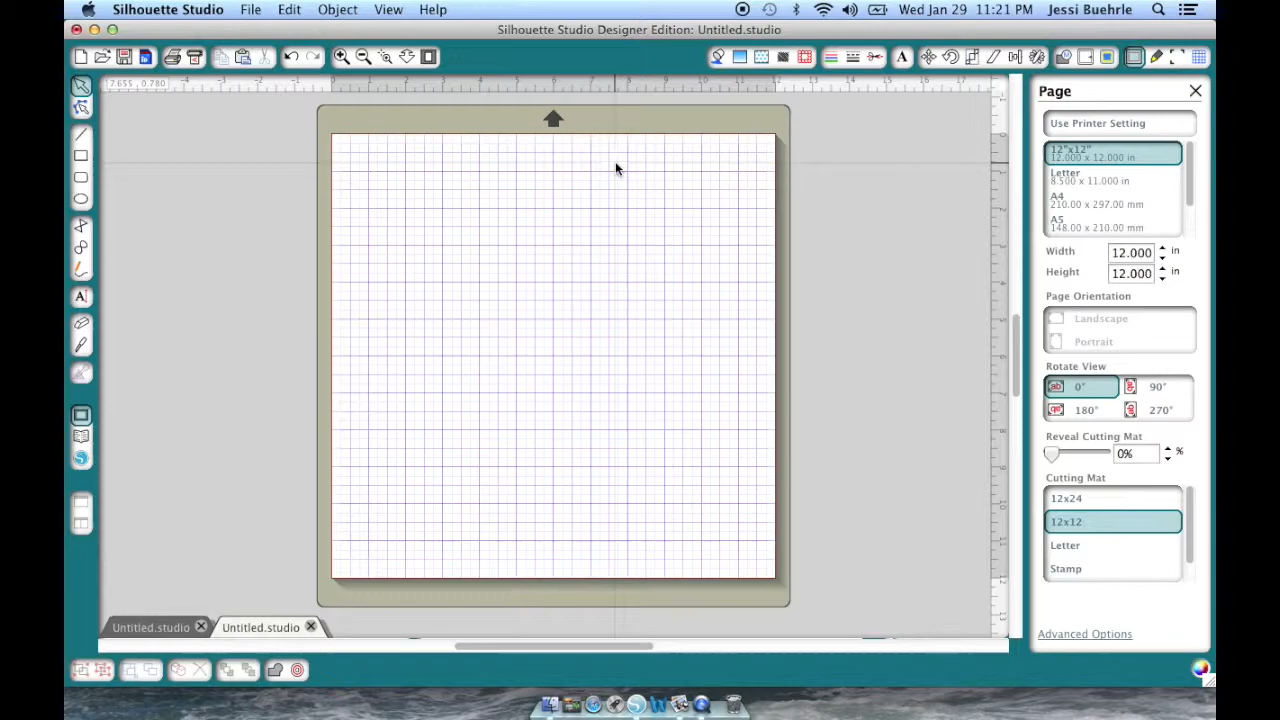 Silhouette Studio File Edit Object View Help Wed Jan 29 11:21 PM Jessi Buehrle
Silhouette Studio Designer Edition: Untitled.studio
17.655 , 0.780
Page
Use Printer Setting
12"x12"
12.000 x 12.000 in
Letter
8.500 x 11.000 in
A4
210.00 x 297.00 mm
A5
148.00 x 210.00 mm
Width 12.000 in
Height 12.000 in
Page Orientation
Landscape
Portrait
Rotate View
0° 90°
180° 270°
Reveal Cutting Mat
0% %
Cutting Mat
12x24
12x12
Letter
Stamp
Untitled.studio Untitled.studio
Advanced Options